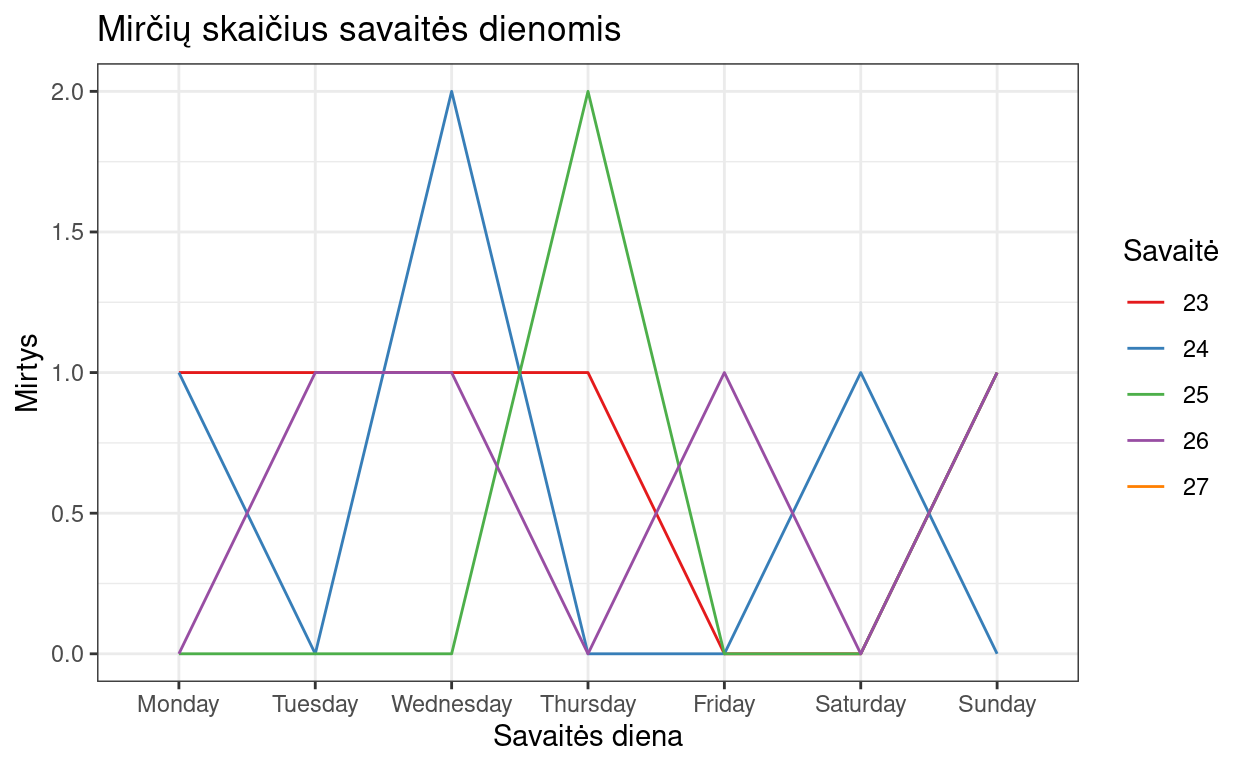 Mirčių skaičius savaitės dienomis
2.0
1.5
1.0
0.5
0.0
Mirtys
Monday Tuesday Wednesday Thursday Friday Saturday Sunday
Savaitės diena
Savaitė
23
24
25
26
27